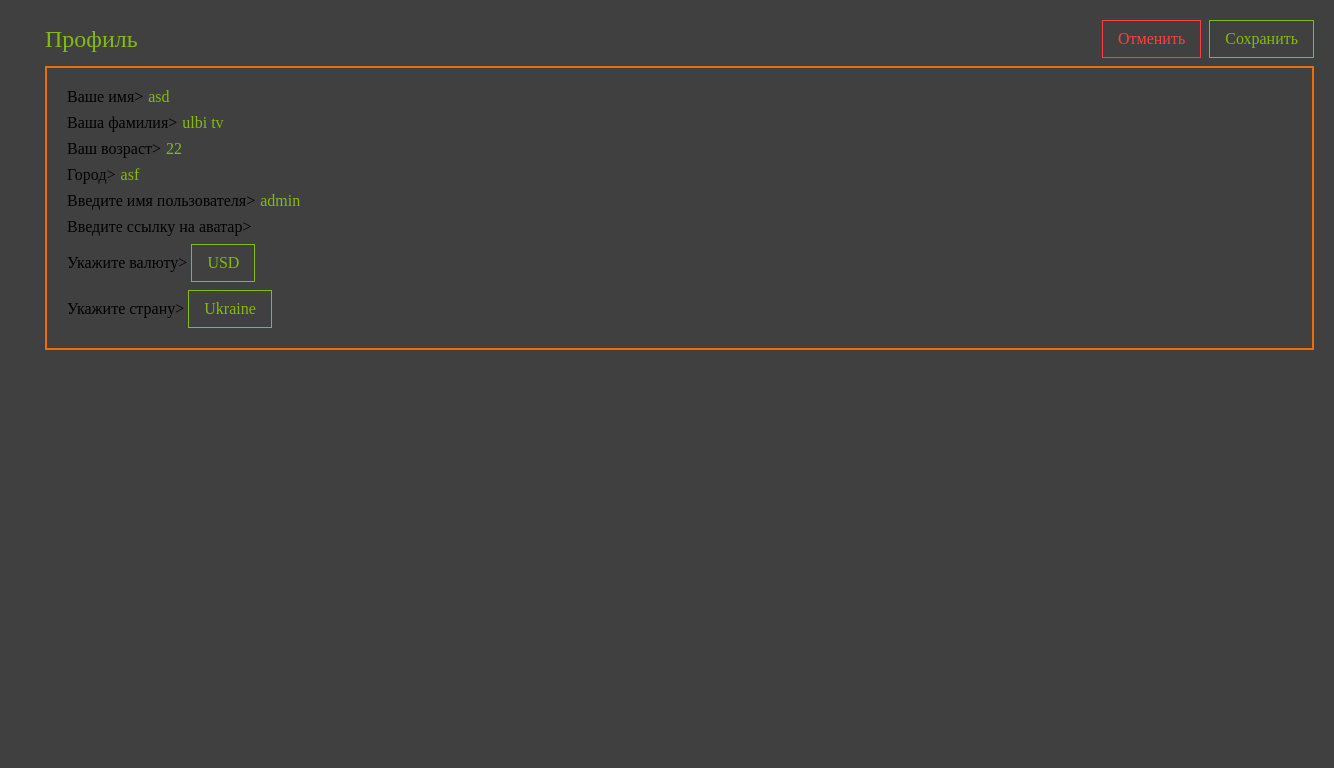 Профиль
Отменить
Сохранить
Ваше имя> asd
Ваша фамилия> ulbi tv
Ваш возраст> 22
Город> asf
Введите имя пользователя> admin
Введите ссылку на аватар>
Укажите валюту> USD
Укажите страну> Ukraine